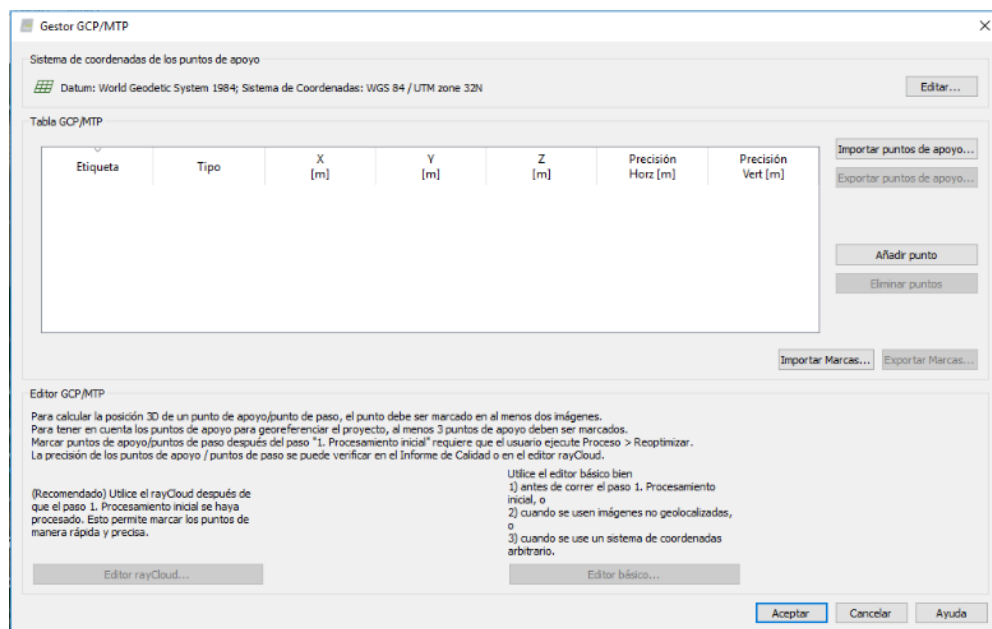 Gestor GCP/MTP
Sistema de coordenadas de los puntos de apoyo
Datum: World Geodetic System 1984; Sistema de Coordenadas: WGS 84 / UTM zone 32N
Editar...
Tabla GCP/MTP
Etiqueta Tipo X [m] Y [m] Z [m] Precisión Horz [m] Precisión Vert [m]
Importar puntos de apoyo...
Exportar puntos de apoyo...
Añadir punto
Eliminar puntos
Importar Marcas... Exportar Marcas...
Editor GCP/MTP
Para calcular la posición 3D de un punto de apoyo/punto de paso, el punto debe ser marcado en al menos dos imágenes.
Para tener en cuenta los puntos de apoyo para georeferenciar el proyecto, al menos 3 puntos de apoyo deben ser marcados.
Marcar puntos de apoyo/puntos de paso después del paso "1. Procesamiento inicial" requiere que el usuario ejecute Proceso > Reoptimizar.
La precisión de los puntos de apoyo / puntos de paso se puede verificar en el Informe de Calidad o en el editor rayCloud.
(Recomendado) Utilice el rayCloud después de
que el paso 1. Procesamiento inicial se haya
procesado. Esto permite marcar los puntos de
manera rápida y precisa.
Editor rayCloud...
Utilice el editor básico bien
1) antes de correr el paso 1. Procesamiento
inicial, o
2) cuando se usen imágenes no geolocalizadas,
o
3) cuando se use un sistema de coordenadas
arbitrario.
Editor básico...
Aceptar Cancelar Ayuda